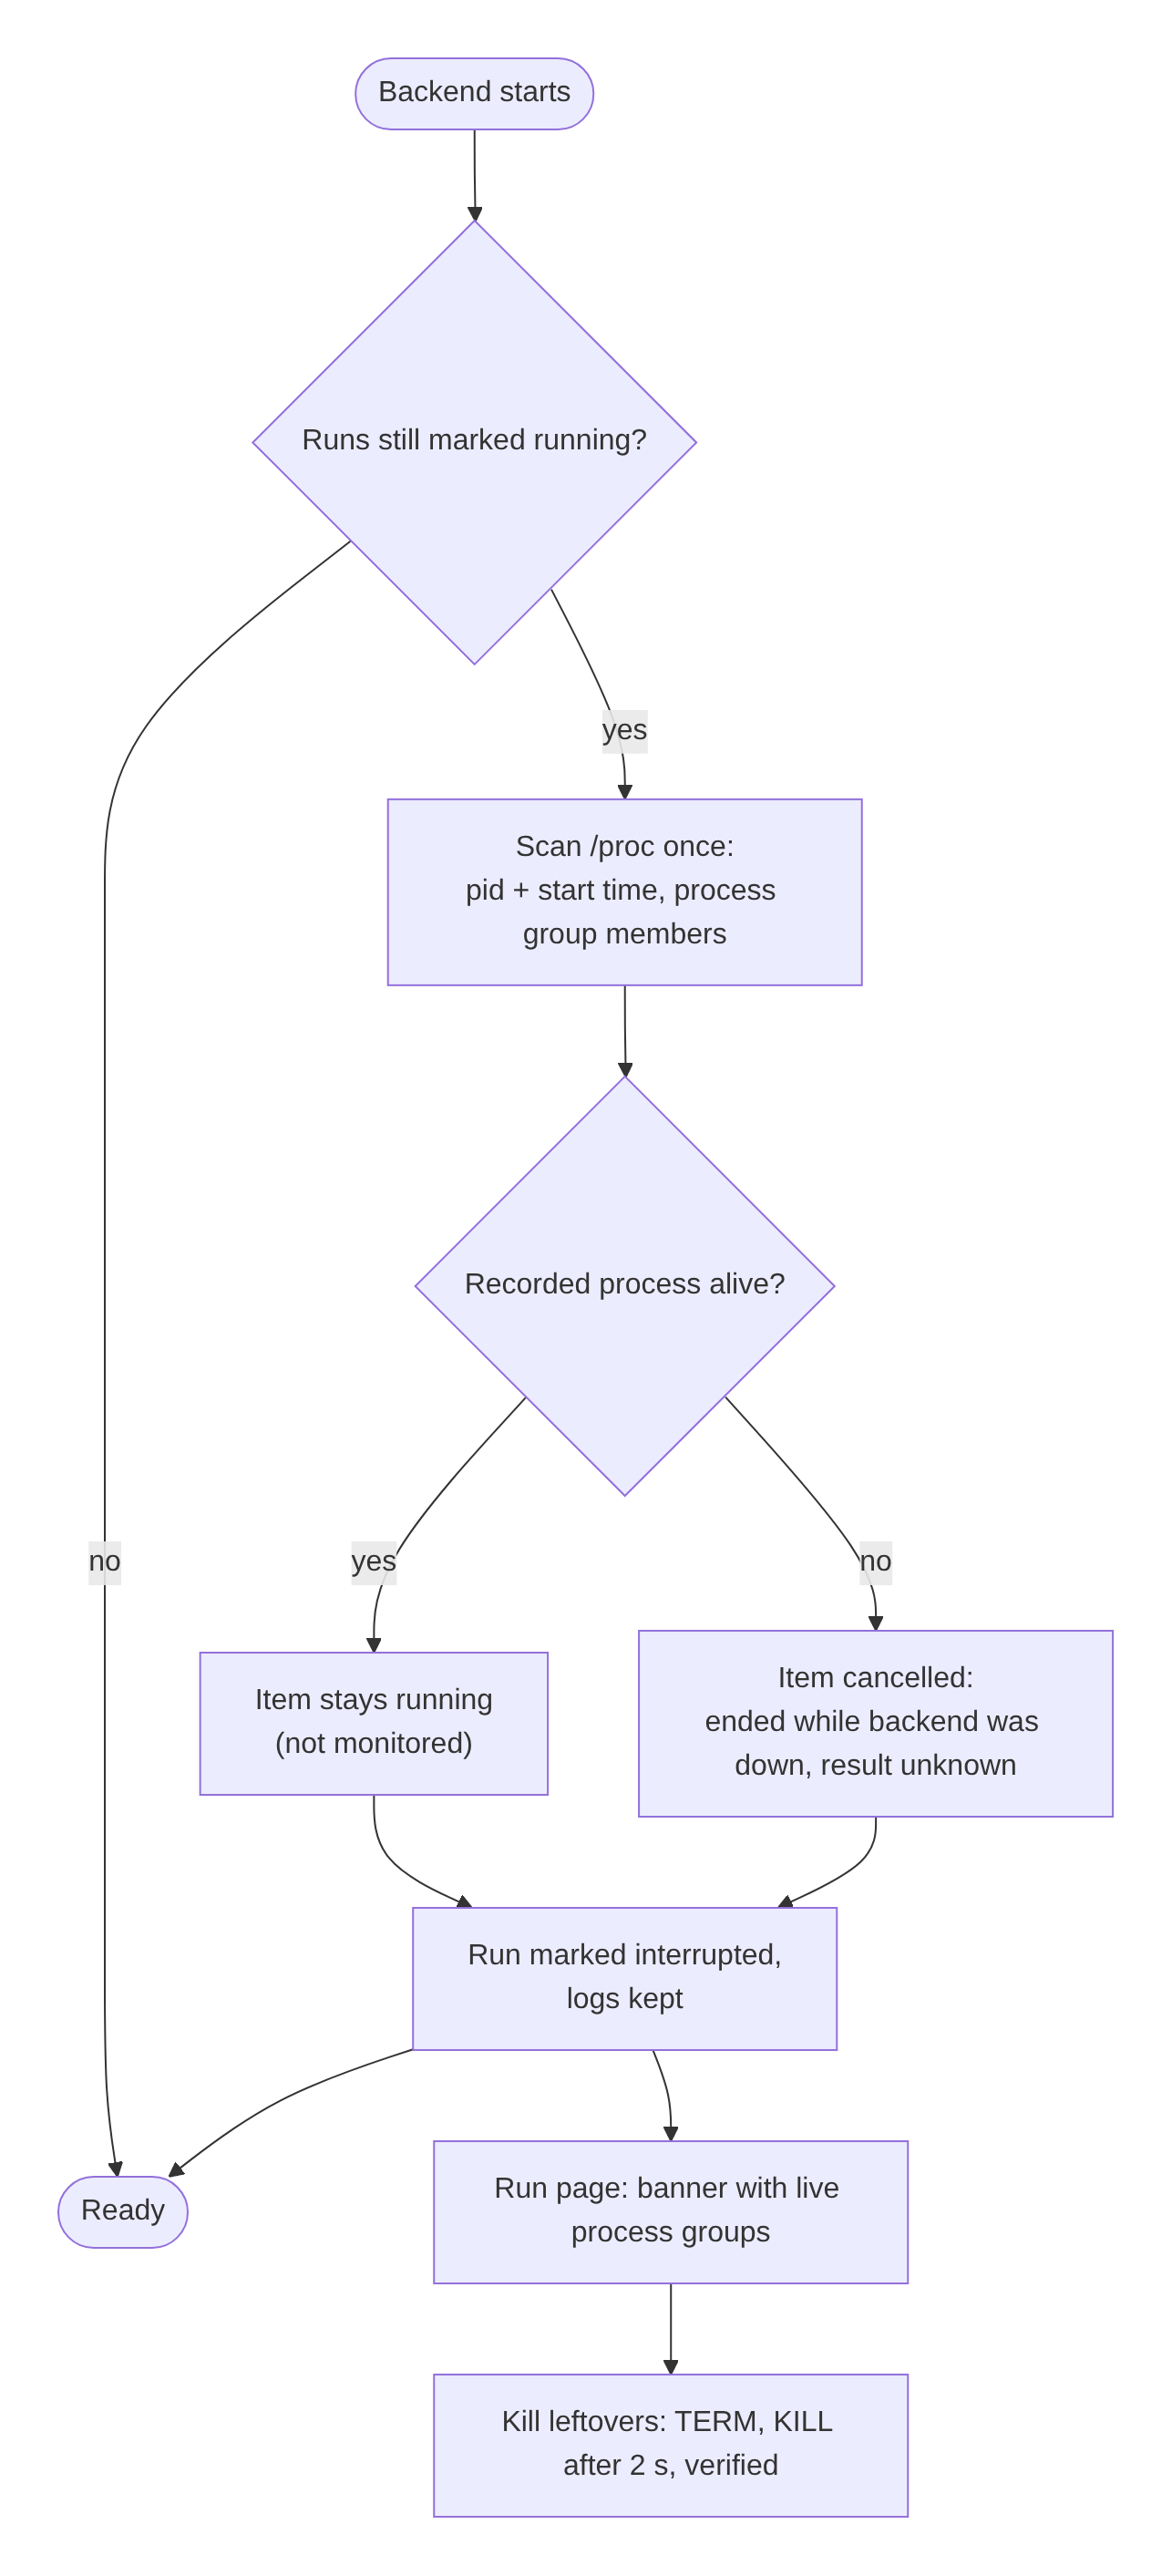 Backend starts
Runs still marked running?
yes
Scan /proc once:
pid + start time, process
group members
Recorded process alive?
no
yes
no
Item stays running
(not monitored)
Item cancelled:
ended while backend was
down, result unknown
Run marked interrupted,
logs kept
Ready
Run page: banner with live
process groups
Kill leftovers: TERM, KILL
after 2 s, verified